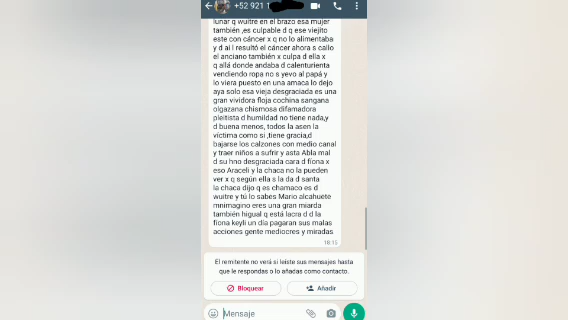 +52 921 1
lunar q wuitre en el brazo esa mujer
también ,es culpable d q ese viejito
este con cáncer x q no lo alimentaba
y d ai l resultó el cáncer ahora s callo
el anciano también x culpa d ella x
q allá donde andaba d calenturienta
vendiendo ropa no s yevo al papá y
lo viera puesto en una amaca lo dejo
aya solo esa vieja desgraciada es una
gran vividora floja cochina sangana
olgazana chismosa difamadora
pleitista d humildad no tiene nada,y
d buena menos, todos la asen la
víctima como si ,tiene gracia,d
bajarse los calzones con medio canal
y traer niños a sufrir y asta Abla mal
d su hno desgraciada cara d fiona x
eso Araceli y la chaca no la pueden
ver x q según ella s la da d santa
la chaca dijo q es chamaco es d
wuitre y tú lo sabes Mario alcahuete
mnimagino eres una gran miarda
también higual q está lacra d d la
fiona keyli un día pagaran sus malas
acciones gente mediocres y miradas
18:15
El remitente no verá si leíste sus mensajes hasta
que le respondas o lo añadas como contacto.
Bloquear Añadir
Mensaje